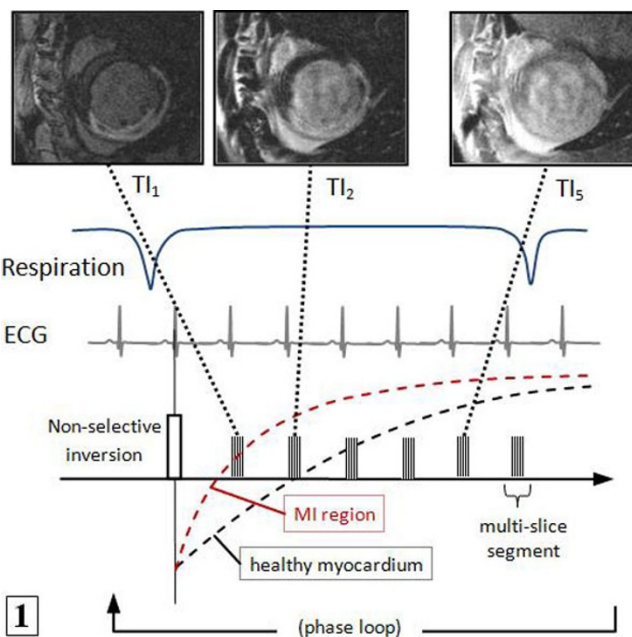 TI₁
TI₂
TI₅
Respiration
ECG
Non-selective
inversion
MI region
healthy myocardium
multi-slice
segment
1
(phase loop)